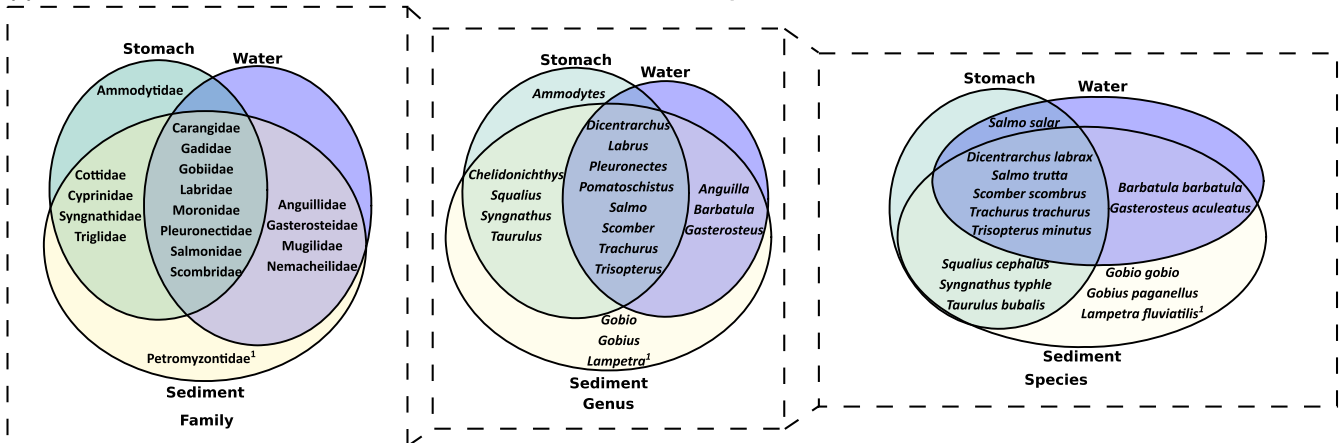 Stomach
Water
Ammodytidae
Carangidae
Gadidae
Gobiidae
Labridae
Moronidae
Pleuronectidae
Salmonidae
Scombridae
Cottidae
Cyprinidae
Syngnathidae
Triglidae
Anguillidae
Gasterosteidae
Mugilidae
Nemacheilidae
Petromyzontidae¹
Sediment
Family
Stomach
Water
Ammodytes
Dicentrarchus
Labrus
Pleuronectes
Pomatoschistus
Salmo
Scomber
Trachurus
Trisopterus
Chelidonichthys
Squalius
Syngnathus
Taurulus
Anguilla
Barbatula
Gasterosteus
Gobio
Gobius
Lampetra¹
Sediment
Genus
Stomach
Water
Salmo salar
Dicentrarchus labrax
Salmo trutta
Scomber scombrus
Trachurus trachurus
Trisopterus minutus
Barbatula barbatula
Gasterosteus aculeatus
Squalius cephalus
Syngnathus typhle
Taurulus bubalis
Gobio gobio
Gobius paganellus
Lampetra fluviatilis¹
Sediment
Species